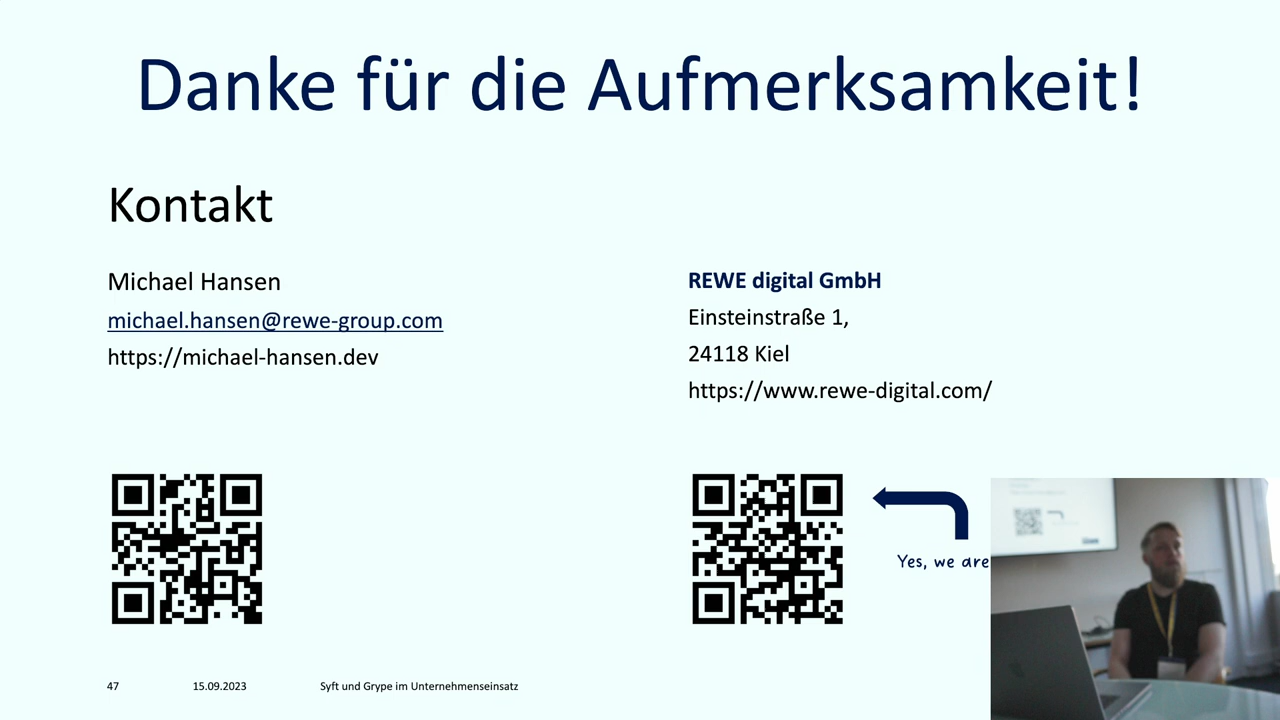 Danke für die Aufmerksamkeit!
Kontakt
Michael Hansen
michael.hansen@rewe-group.com
https://michael-hansen.dev
REWE digital GmbH
Einsteinstraße 1,
24118 Kiel
https://www.rewe-digital.com/
Yes, we are
47 15.09.2023 Syft und Grype im Unternehmenseinsatz